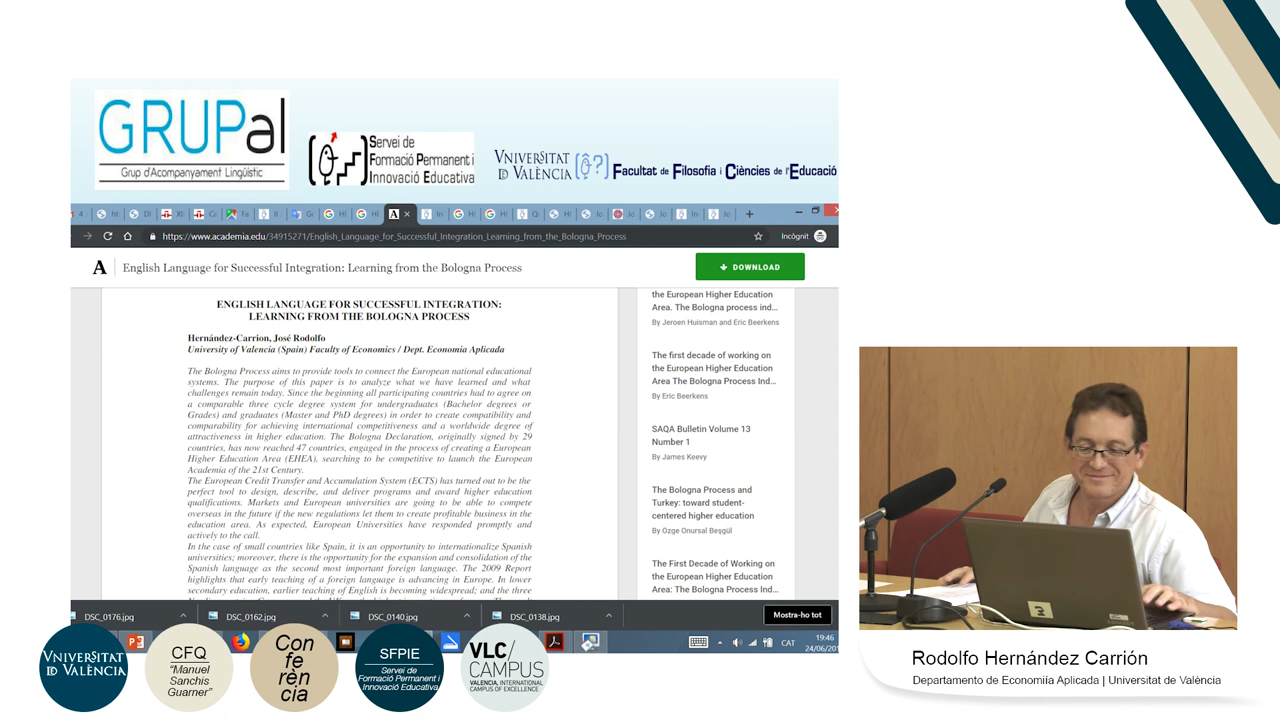 GRUPal
Grup d'Acompanyament Lingüístic
Servei de
Formació Permanent i
Innovació Educativa
VNIVERSITAT
ID VALÈNCIA
Facultat de Filosofia i Ciències de l'Educació
https://www.academia.edu/34915271/English_Language_for_Successful_Integration_Learning_from_the_Bologna_Process
Incògnit
A English Language for Successful Integration: Learning from the Bologna Process
DOWNLOAD
ENGLISH LANGUAGE FOR SUCCESSFUL INTEGRATION:
LEARNING FROM THE BOLOGNA PROCESS
Hernández-Carrion, José Rodolfo
University of Valencia (Spain) Faculty of Economics / Dept. Economia Aplicada
The Bologna Process aims to provide tools to connect the European national educational
systems. The purpose of this paper is to analyze what we have learned and what
challenges remain today. Since the beginning all participating countries had to agree on
a comparable three cycle degree system for undergraduates (Bachelor degrees or
Grades) and graduates (Master and PhD degrees) in order to create compatibility and
comparability for achieving international competitiveness and a worldwide degree of
attractiveness in higher education. The Bologna Declaration, originally signed by 29
countries, has now reached 47 countries, engaged in the process of creating a European
Higher Education Area (EHEA), searching to be competitive to launch the European
Academia of the 21st Century.
The European Credit Transfer and Accumulation System (ECTS) has turned out to be the
perfect tool to design, describe, and deliver programs and award higher education
qualifications. Markets and European universities are going to be able to compete
overseas in the future if the new regulations let them to create profitable business in the
education area. As expected, European Universities have responded promptly and
actively to the call.
In the case of small countries like Spain, it is an opportunity to internationalize Spanish
universities; moreover, there is the opportunity for the expansion and consolidation of the
Spanish language as the second most important foreign language. The 2009 Report
highlights that early teaching of a foreign language is advancing in Europe. In lower
secondary education, earlier teaching of English is becoming widespread; and the three
the European Higher Education
Area. The Bologna process ind...
By Jeroen Huisman and Eric Beerkens
The first decade of working on
the European Higher Education
Area The Bologna Process Ind...
By Eric Beerkens
SAQA Bulletin Volume 13
Number 1
By James Keevy
The Bologna Process and
Turkey: toward student-
centered higher education
By Ozge Onursal Beşgül
The First Decade of Working on
the European Higher Education
Area: The Bologna Process Ind...
DSC_0176.jpg
DSC_0162.jpg
DSC_0140.jpg
DSC_0138.jpg
Mostra-ho tot
CAT
19:46
24/06/201
VNIVERSITAT
ID VALÈNCIA
CFQ
"Manuel
Sanchis
Guarner"
Con
fe
rèn
cia
SFPIE
Servei de
Formació Permanent i
Innovació Educativa
VLC/
CAMPUS
VALENCIA, INTERNATIONAL
CAMPUS OF EXCELLENCE
Rodolfo Hernández Carrión
Departamento de Economiía Aplicada | Universitat de València